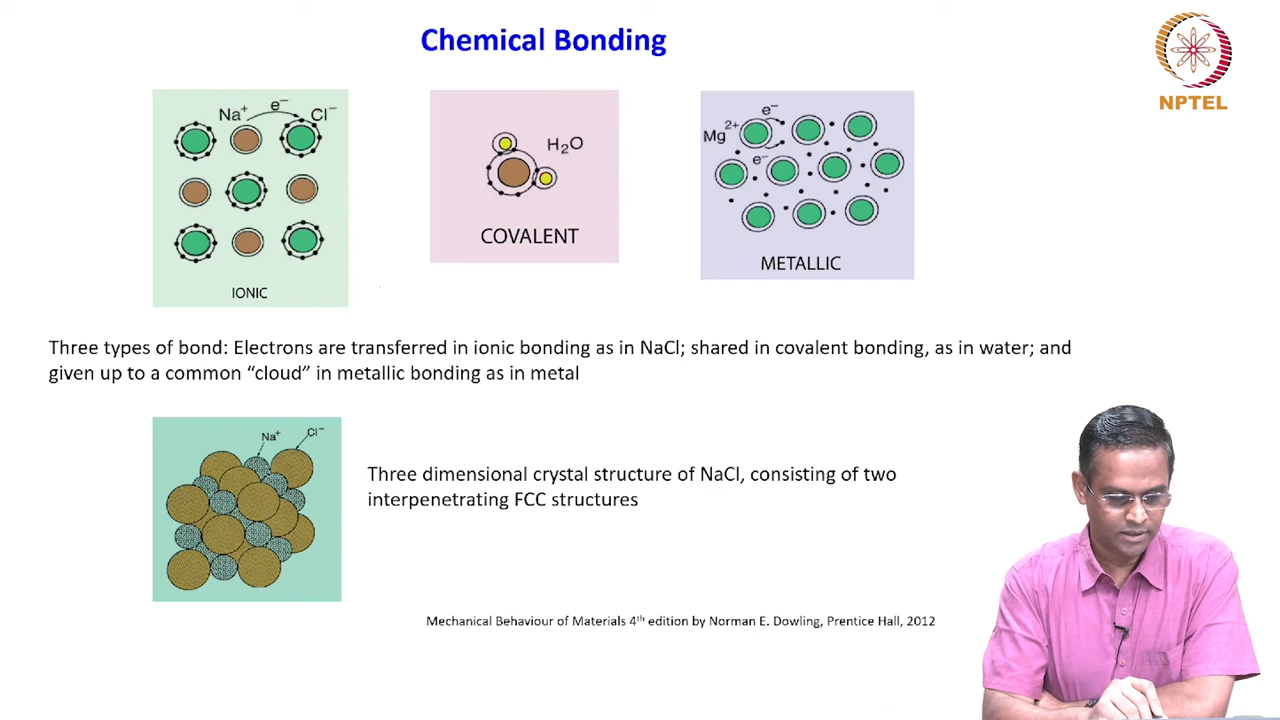 Chemical Bonding
NPTEL
Na⁺ e⁻ Cl⁻
IONIC
H₂O
COVALENT
e⁻
Mg²⁺
e⁻
METALLIC
Three types of bond: Electrons are transferred in ionic bonding as in NaCl; shared in covalent bonding, as in water; and
given up to a common “cloud” in metallic bonding as in metal
Na⁺ Cl⁻
Three dimensional crystal structure of NaCl, consisting of two
interpenetrating FCC structures
Mechanical Behaviour of Materials 4ᵗʰ edition by Norman E. Dowling, Prentice Hall, 2012